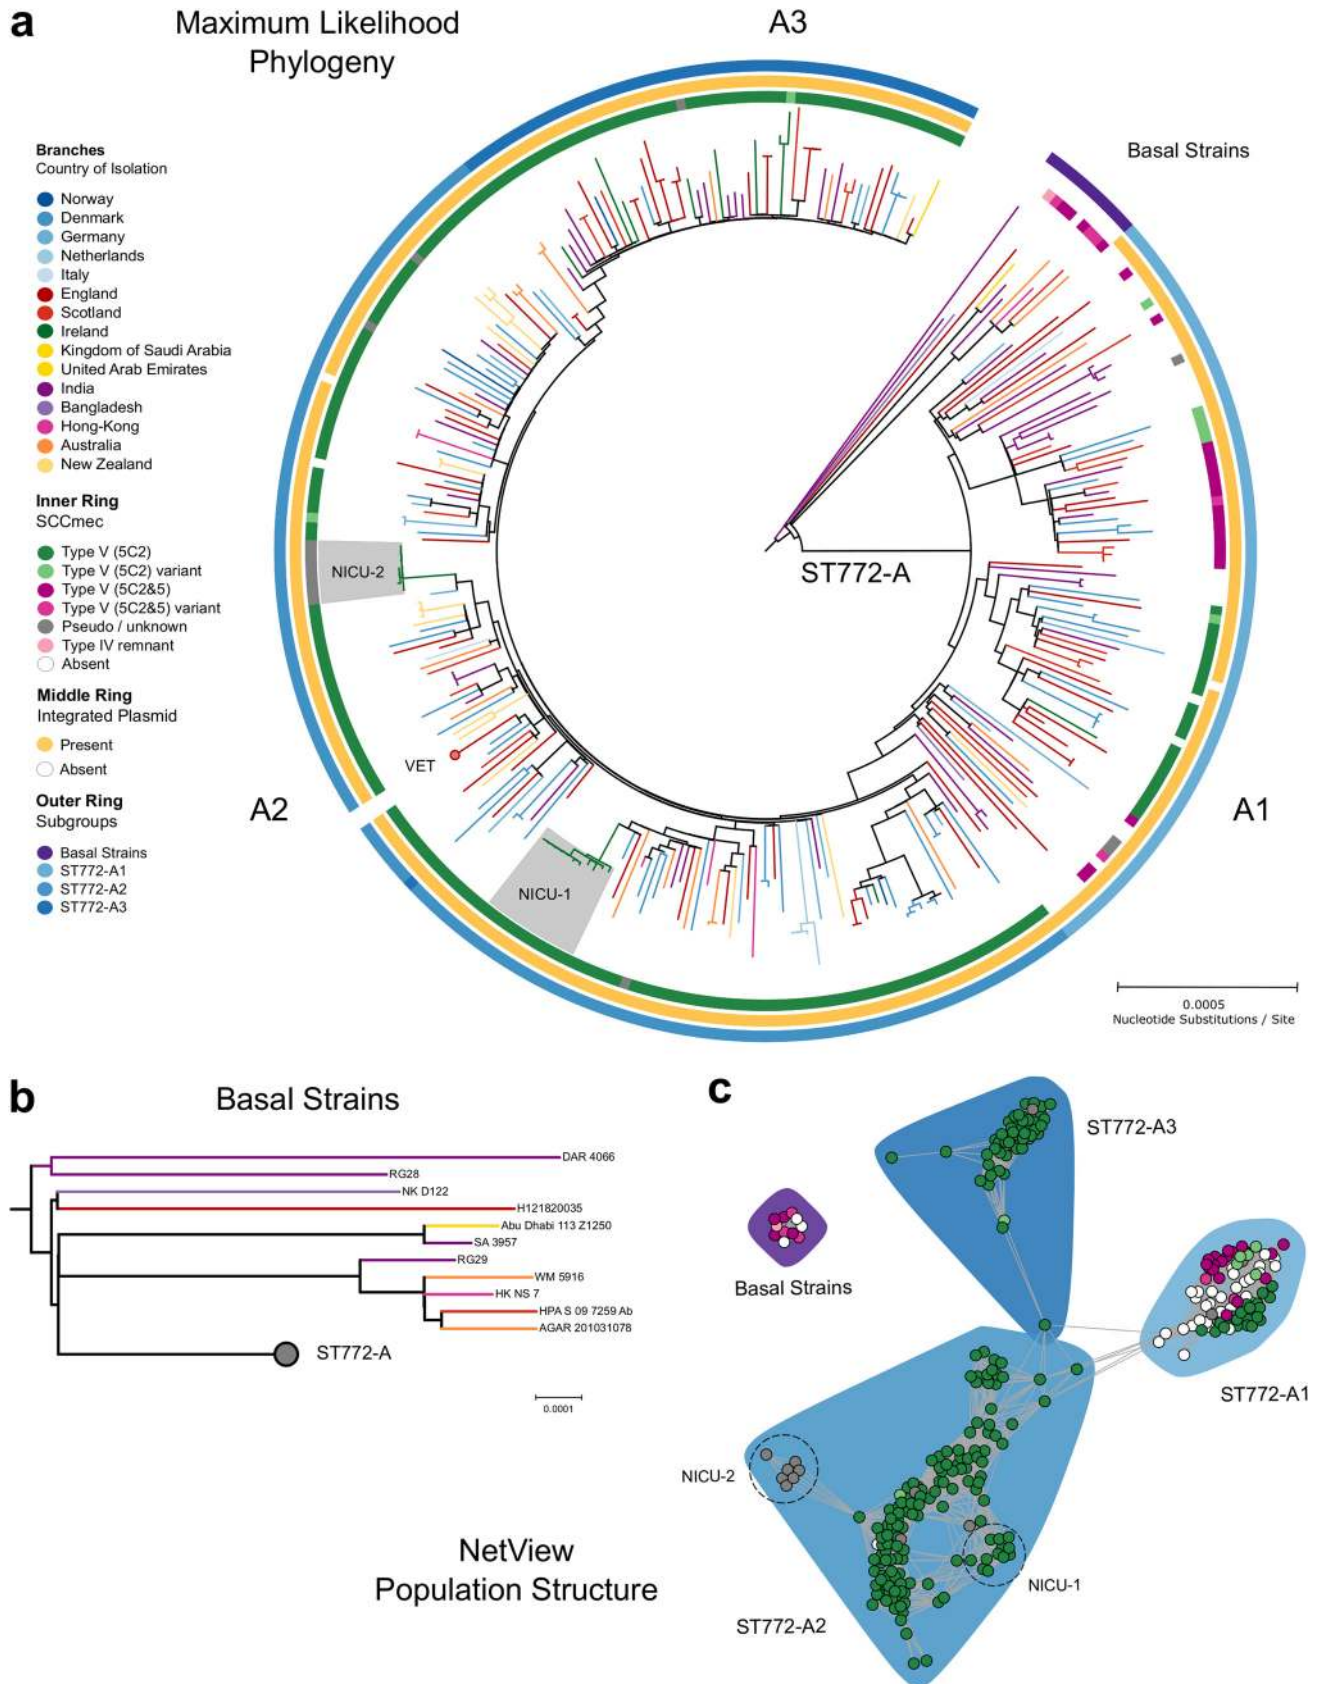 a
Maximum Likelihood
Phylogeny
A3
Basal Strains
Branches
Country of Isolation
Norway
Denmark
Germany
Netherlands
Italy
England
Scotland
Ireland
Kingdom of Saudi Arabia
United Arab Emirates
India
Bangladesh
Hong-Kong
Australia
New Zealand
Inner Ring
SCCmec
Type V (5C2)
Type V (5C2) variant
Type V (5C2&5)
Type V (5C2&5) variant
Pseudo / unknown
Type IV remnant
Absent
Middle Ring
Integrated Plasmid
Present
Absent
Outer Ring
Subgroups
Basal Strains
ST772-A1
ST772-A2
ST772-A3
NICU-2
ST772-A
VET
A2
A1
NICU-1
0.0005
Nucleotide Substitutions / Site
b
Basal Strains
DAR 4066
RG28
NK D122
H121820035
Abu Dhabi 113 Z1250
SA 3957
RG29
WM 5916
HK NS 7
HPA S 09 7259 Ab
AGAR 201031078
ST772-A
0.0001
c
ST772-A3
Basal Strains
ST772-A1
NICU-2
NICU-1
ST772-A2
NetView
Population Structure